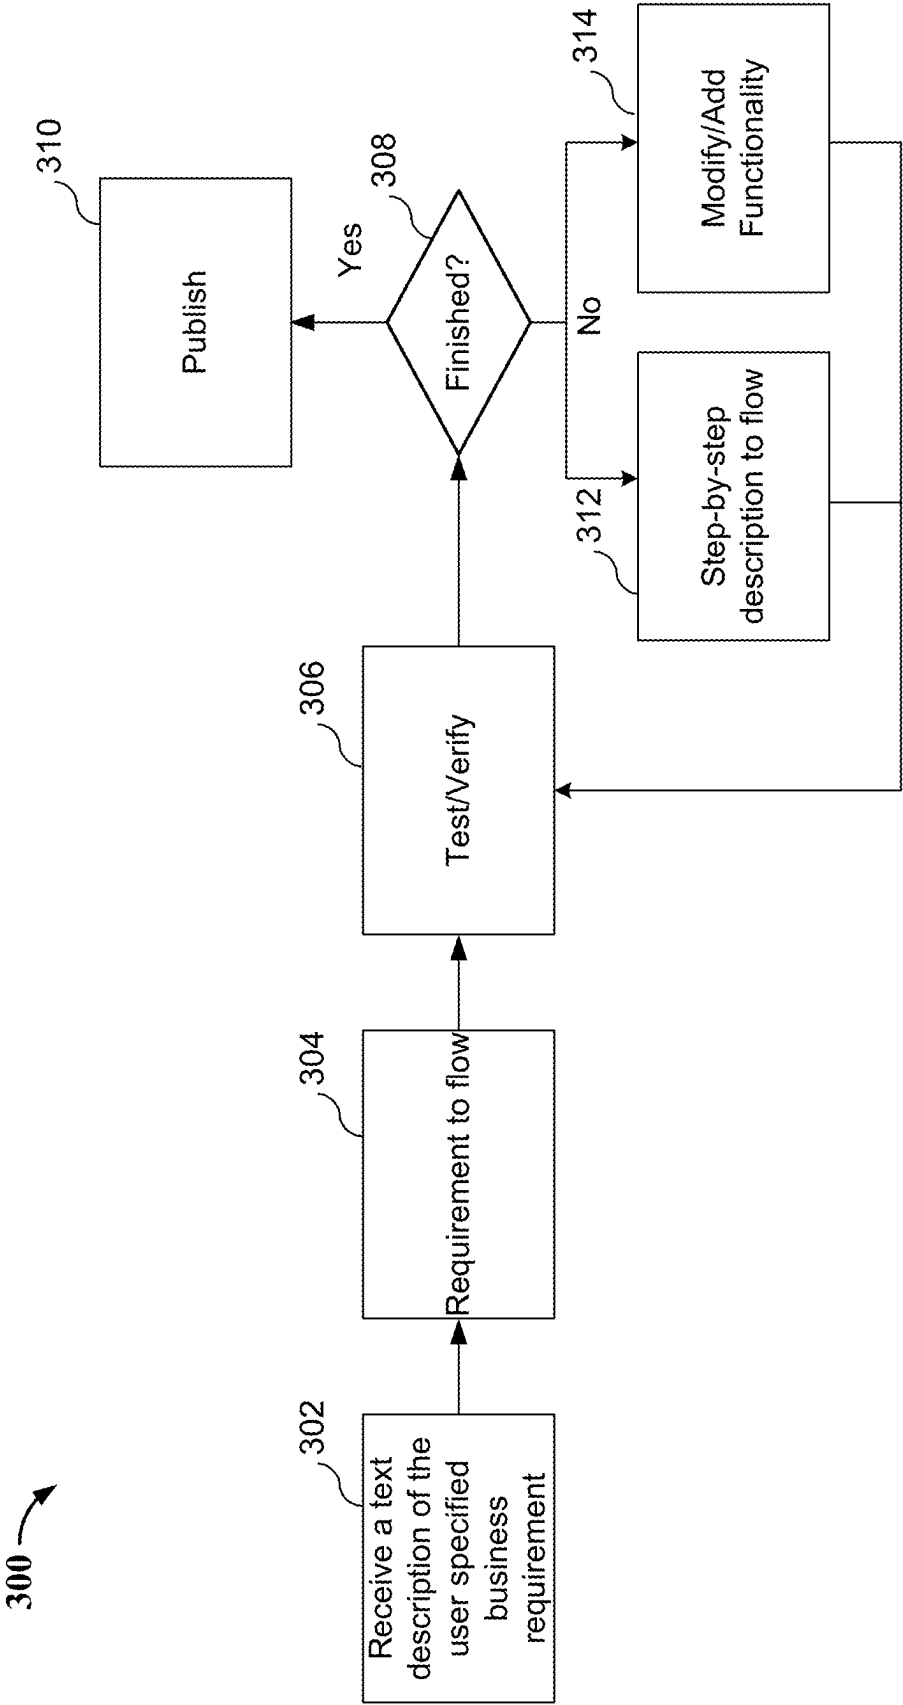 300
302
Receive a text
description of the
user specified
business
requirement
304
Requirement to flow
306
Test/Verify
308
Finished?
Yes
310
Publish
No
312
Step-by-step
description to flow
314
Modify/Add
Functionality